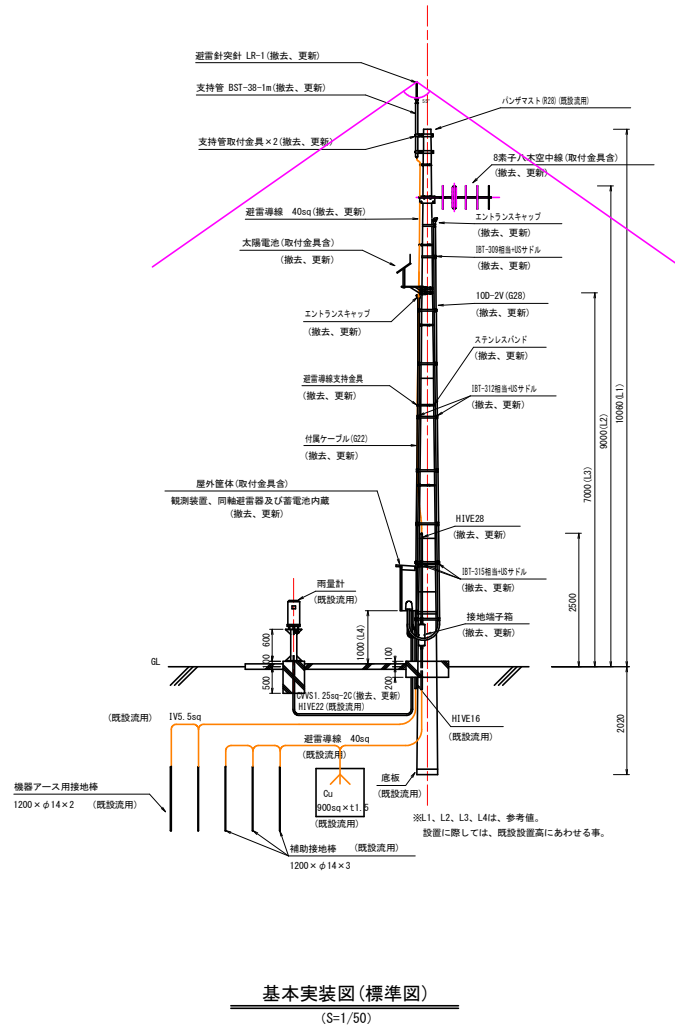 避雷針突針 LR-1(撤去、更新)
支持管 BST-38-1m(撤去、更新)
53°
パンザマスト(R28)(既設流用)
支持管取付金具×2(撤去、更新)
8素子八木空中線(取付金具含)
(撤去、更新)
避雷導線 40sq(撤去、更新)
エントランスキャップ
(撤去、更新)
太陽電池(取付金具含)
(撤去、更新)
IBT-309相当+USサドル
(撤去、更新)
10D-2V(G28)
(撤去、更新)
エントランスキャップ
(撤去、更新)
ステンレスバンド
(撤去、更新)
避雷導線支持金具
(撤去、更新)
IBT-312相当+USサドル
(撤去、更新)
付属ケーブル(G22)
(撤去、更新)
屋外筐体(取付金具含)
観測装置、同軸避雷器及び蓄電池内蔵
(撤去、更新)
HIVE28
(撤去、更新)
IBT-315相当+USサドル
(撤去、更新)
雨量計
(既設流用)
接地端子箱
(撤去、更新)
10080(L1)
9000(L2)
7000(L3)
2500
1000(L4)
600
100
200
500
2020
GL
CVVS1.25sq-2C(撤去、更新)
HIVE22(既設流用)
(既設流用)
IV5.5sq
HIVE16
(既設流用)
避雷導線 40sq
(既設流用)
機器アース用接地棒
1200×φ14×2 (既設流用)
Cu
900sq×t1.5
(既設流用)
底板
(既設流用)
補助接地棒 (既設流用)
1200×φ14×3
※L1、L2、L3、L4は、参考値。
設置に際しては、既設設置高にあわせる事。
基本実装図(標準図)
(S=1/50)